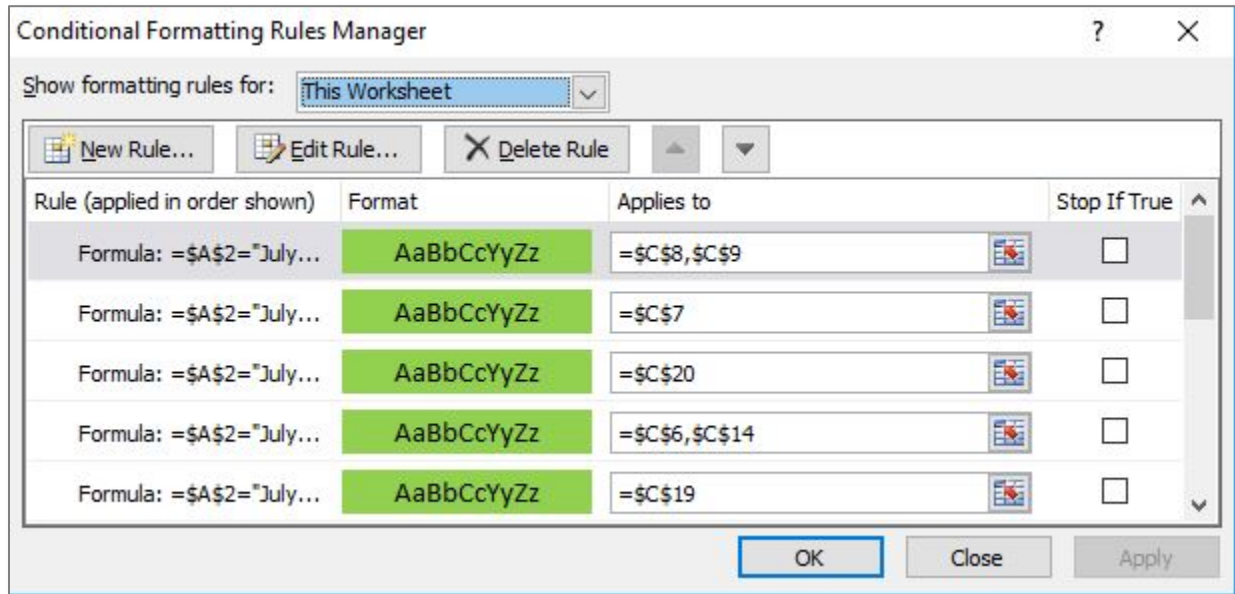 Conditional Formatting Rules Manager ?
Show formatting rules for: This Worksheet
New Rule... Edit Rule... Delete Rule
Rule (applied in order shown) Format Applies to Stop If True
Formula: =$A$2="July... AaBbCcYyZz =$C$8,$C$9
Formula: =$A$2="July... AaBbCcYyZz =$C$7
Formula: =$A$2="July... AaBbCcYyZz =$C$20
Formula: =$A$2="July... AaBbCcYyZz =$C$6,$C$14
Formula: =$A$2="July... AaBbCcYyZz =$C$19
OK Close Apply